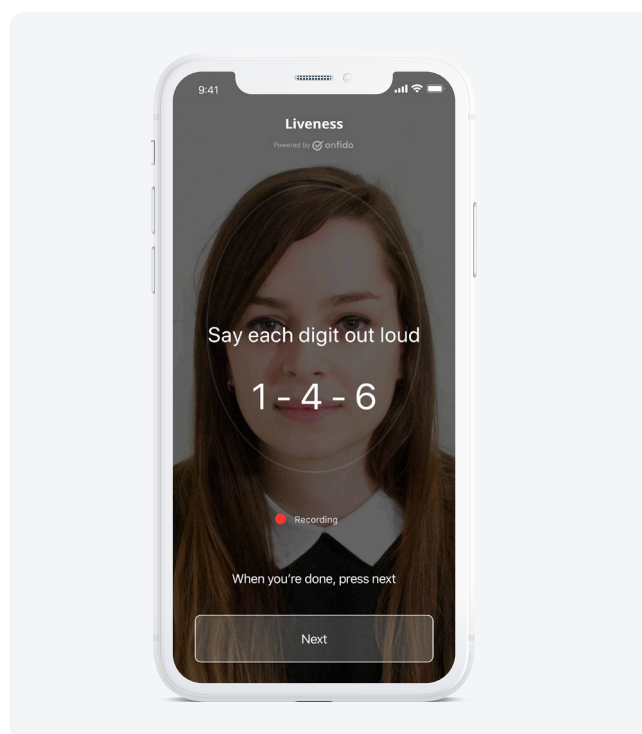 9:41
Liveness
Powered by onfido
Say each digit out loud
1 - 4 - 6
Recording
When you're done, press next
Next